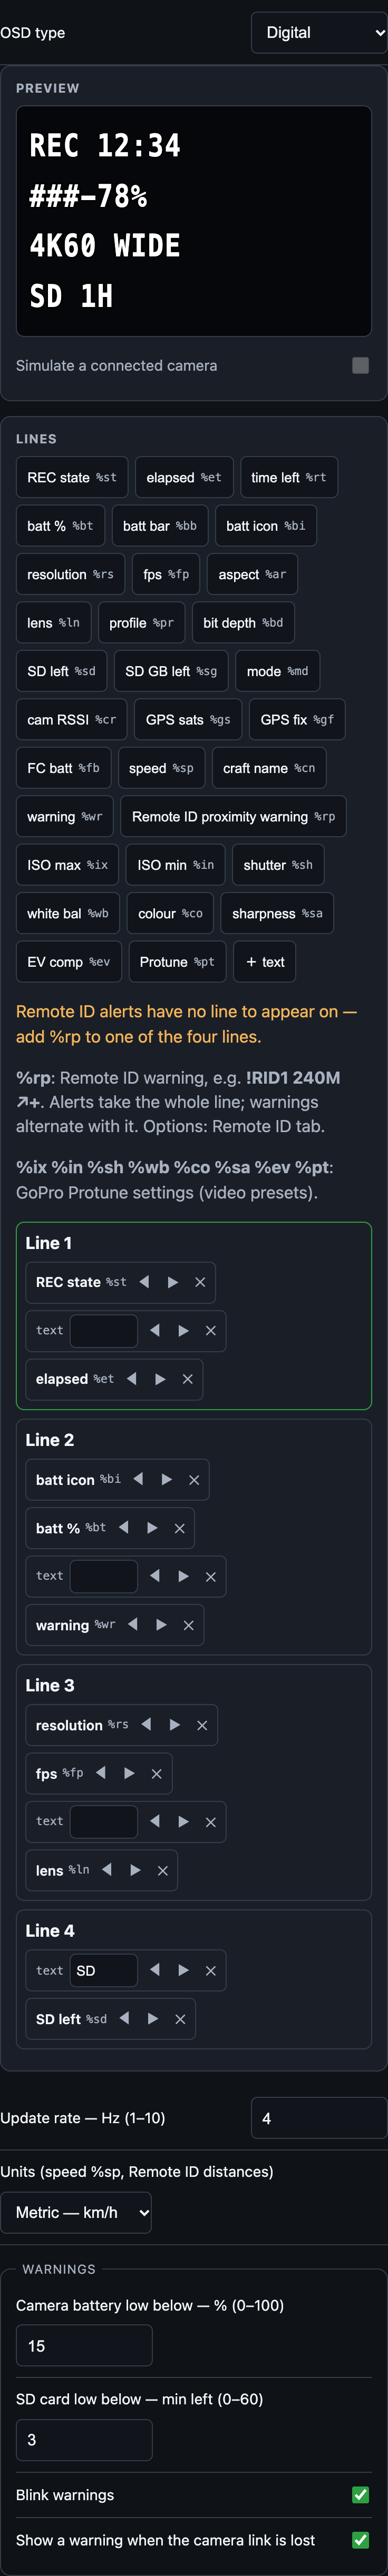 OSD type
Digital
PREVIEW
REC 12:34
###–78%
4K60 WIDE
SD 1H
Simulate a connected camera
LINES
REC state %st elapsed %et time left %rt
batt % %bt batt bar %bb batt icon %bi
resolution %rs fps %fp aspect %ar
lens %ln profile %pr bit depth %bd
SD left %sd SD GB left %sg mode %md
cam RSSI %cr GPS sats %gs GPS fix %gf
FC batt %fb speed %sp craft name %cn
warning %wr Remote ID proximity warning %rp
ISO max %ix ISO min %in shutter %sh
white bal %wb colour %co sharpness %sa
EV comp %ev Protune %pt + text
Remote ID alerts have no line to appear on —
add %rp to one of the four lines.
%rp: Remote ID warning, e.g. !RID1 240M
↗+. Alerts take the whole line; warnings
alternate with it. Options: Remote ID tab.
%ix %in %sh %wb %co %sa %ev %pt:
GoPro Protune settings (video presets).
Line 1
REC state %st ◀ ▶ ×
text ◀ ▶ ×
elapsed %et ◀ ▶ ×
Line 2
batt icon %bi ◀ ▶ ×
batt % %bt ◀ ▶ ×
text ◀ ▶ ×
warning %wr ◀ ▶ ×
Line 3
resolution %rs ◀ ▶ ×
fps %fp ◀ ▶ ×
text ◀ ▶ ×
lens %ln ◀ ▶ ×
Line 4
text SD ◀ ▶ ×
SD left %sd ◀ ▶ ×
Update rate — Hz (1–10)
4
Units (speed %sp, Remote ID distances)
Metric — km/h
WARNINGS
Camera battery low below — % (0–100)
15
SD card low below — min left (0–60)
3
Blink warnings
Show a warning when the camera link is lost